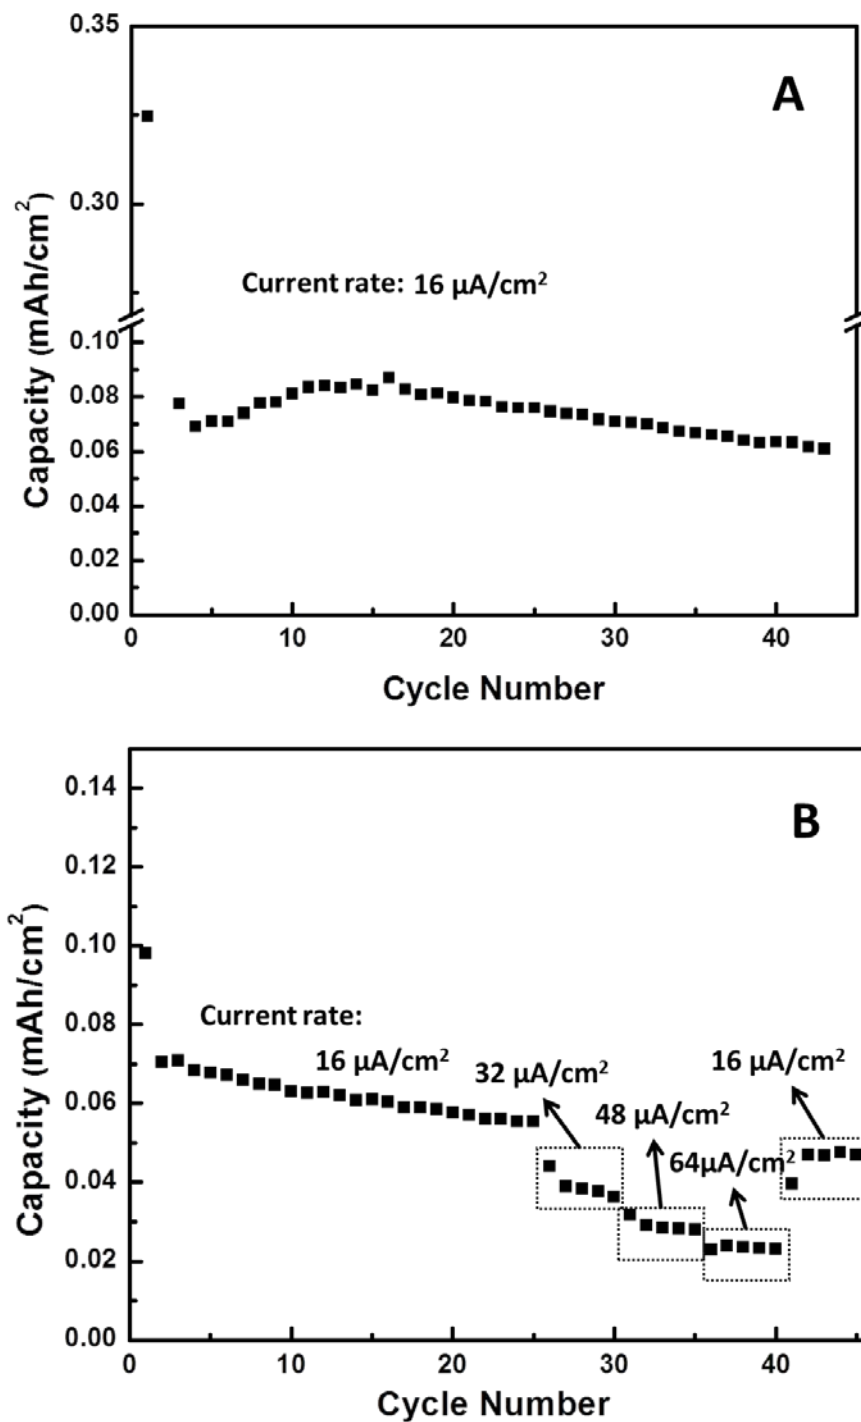 0.35
A
0.30
Capacity (mAh/cm²)
Current rate: 16 µA/cm²
0.10
0.08
0.06
0.04
0.02
0.00
0 10 20 30 40
Cycle Number
0.14
B
0.12
0.10
Capacity (mAh/cm²)
0.08
Current rate:
16 µA/cm²
32 µA/cm²
16 µA/cm²
48 µA/cm²
0.06
64µA/cm²
0.04
0.02
0.00
0 10 20 30 40
Cycle Number